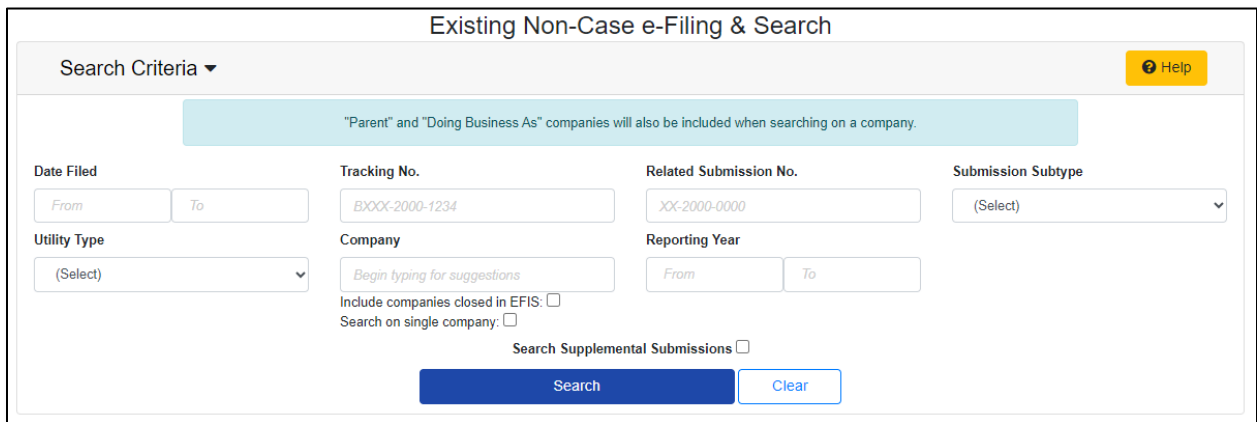 Existing Non-Case e-Filing & Search
Search Criteria
Help
"Parent" and "Doing Business As" companies will also be included when searching on a company.
Date Filed
Tracking No.
Related Submission No.
Submission Subtype
From
To
BXXX-2000-1234
XX-2000-0000
(Select)
Utility Type
Company
Reporting Year
(Select)
Begin typing for suggestions
From
To
Include companies closed in EFIS:
Search on single company:
Search Supplemental Submissions
Search
Clear